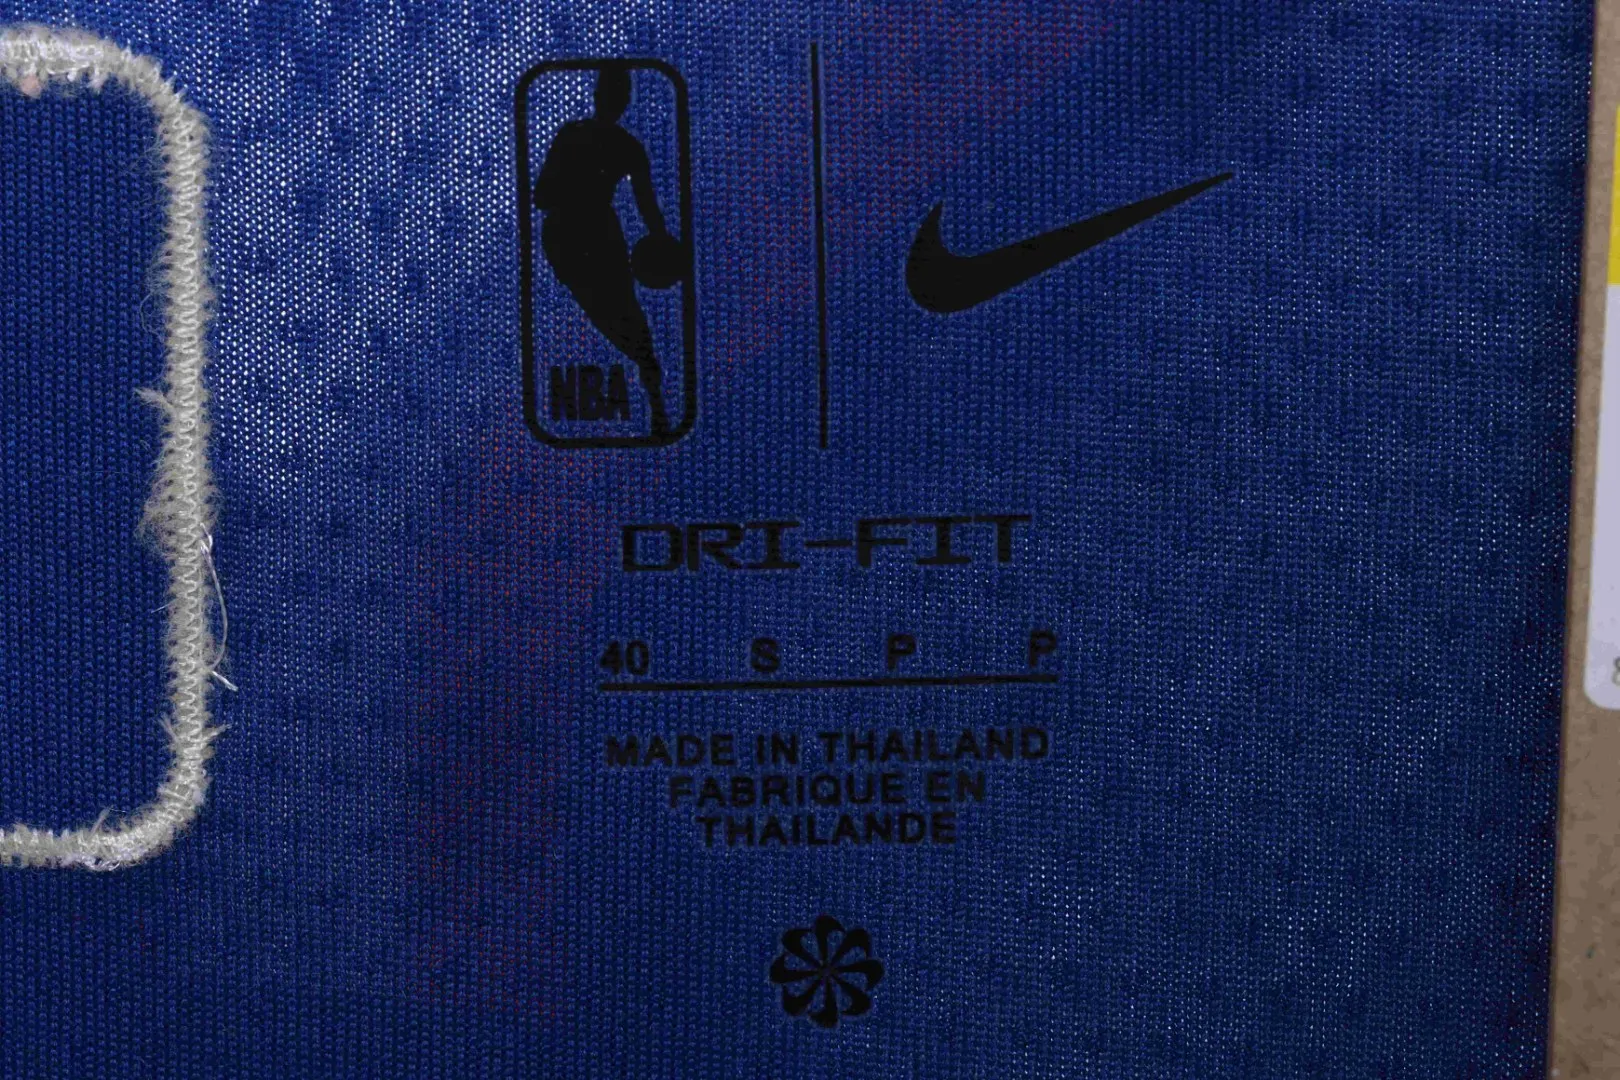 NBA
DRI-FIT
40 S P P
MADE IN THAILAND
FABRIQUE EN
THAILANDE